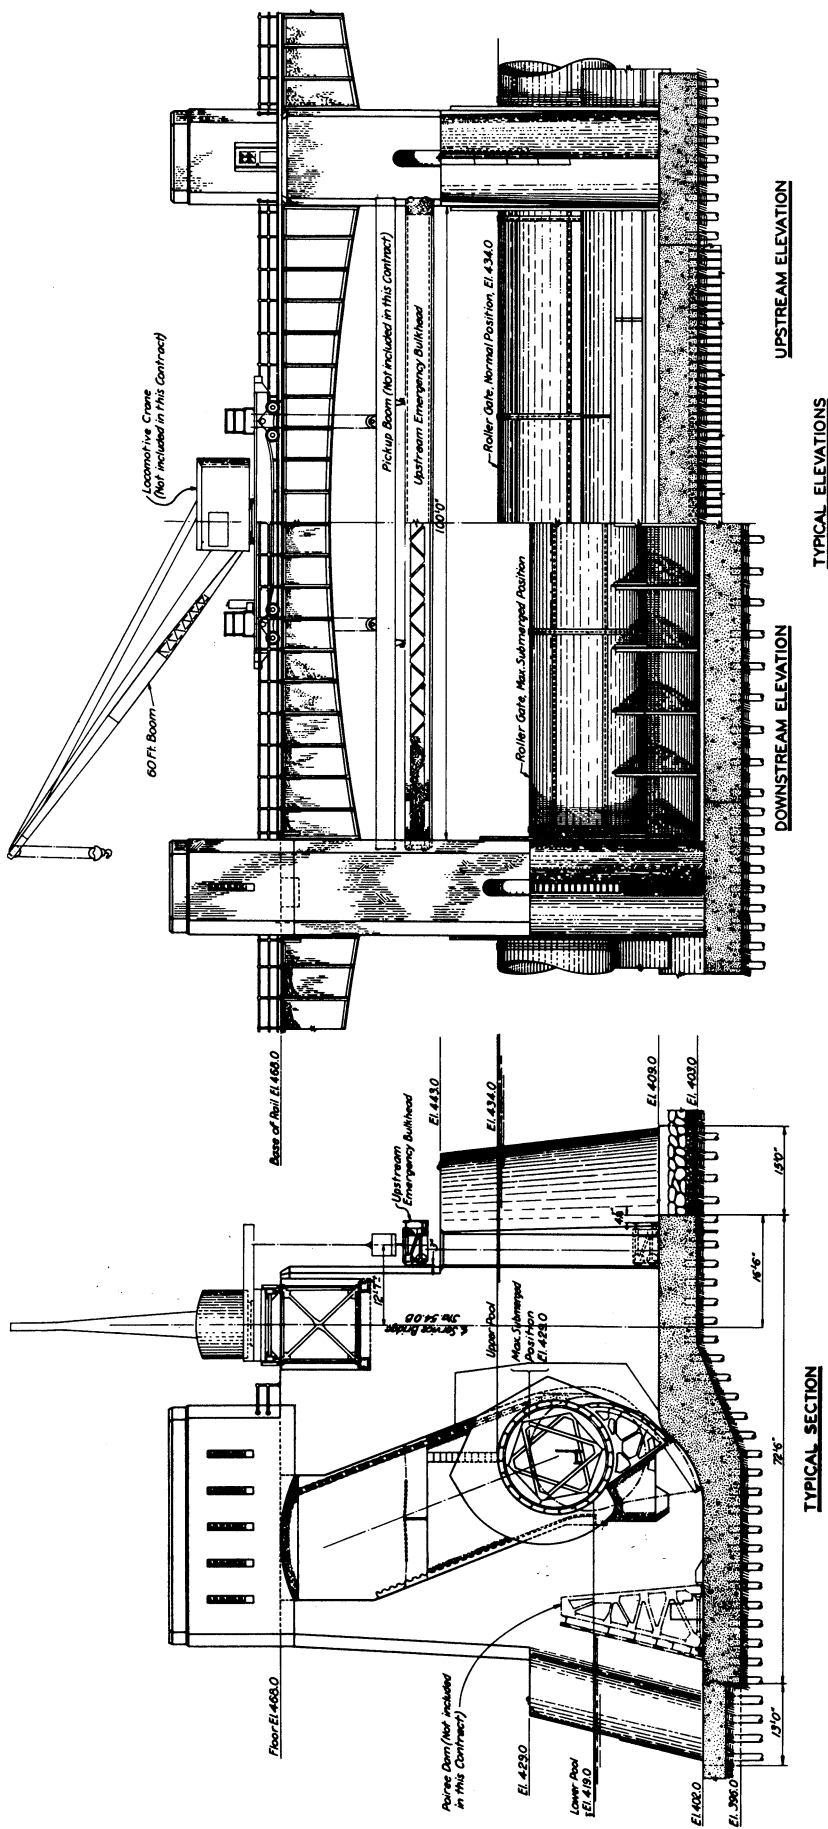 Locomotive Crane
(Not included in this Contract)
60 Ft. Boom
Pickup Boom (Not included in this Contract)
Upstream Emergency Bulkhead
100'0"
Roller Gate, Normal Position, El. 434.0
Roller Gate, Max. Submerged Position
UPSTREAM ELEVATION
DOWNSTREAM ELEVATION
TYPICAL ELEVATIONS
Base of Rail El. 468.0
Upstream
Emergency Bulkhead
El. 443.0
El. 434.0
El. 409.0
El. 403.0
12'7"
Service Bridge
Sta. 54.00
Upper Pool
Max. Submerged
Position
El. 429.0
15'0"
16'6"
72'6"
13'0"
Floor El. 468.0
Poiree Dam (Not included
in this Contract)
El. 429.0
Lower Pool
El. 419.0
El. 402.0
El. 396.0
TYPICAL SECTION